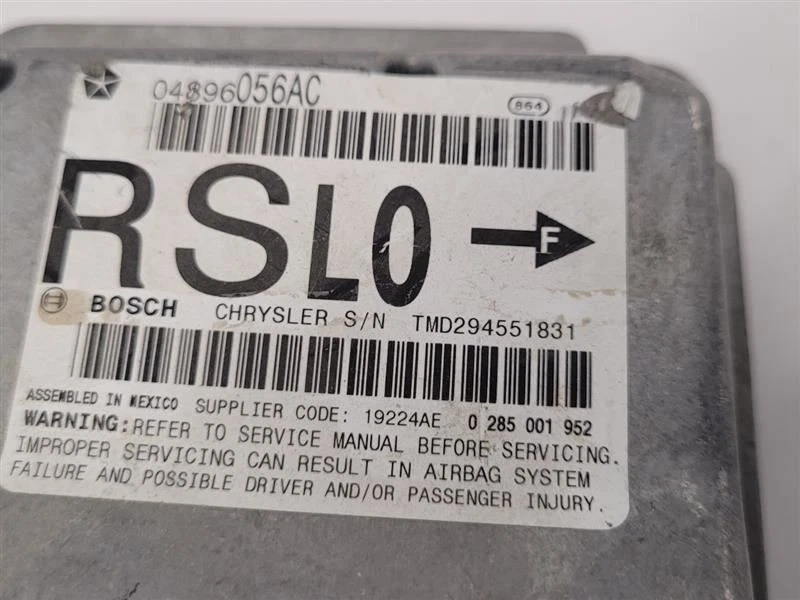 04896056AC 864
RSLO F
BOSCH CHRYSLER S/N TMD294551831
ASSEMBLED IN MEXICO SUPPLIER CODE: 19224AE 0 285 001 952
WARNING: REFER TO SERVICE MANUAL BEFORE SERVICING.
IMPROPER SERVICING CAN RESULT IN AIRBAG SYSTEM
FAILURE AND POSSIBLE DRIVER AND/OR PASSENGER INJURY.